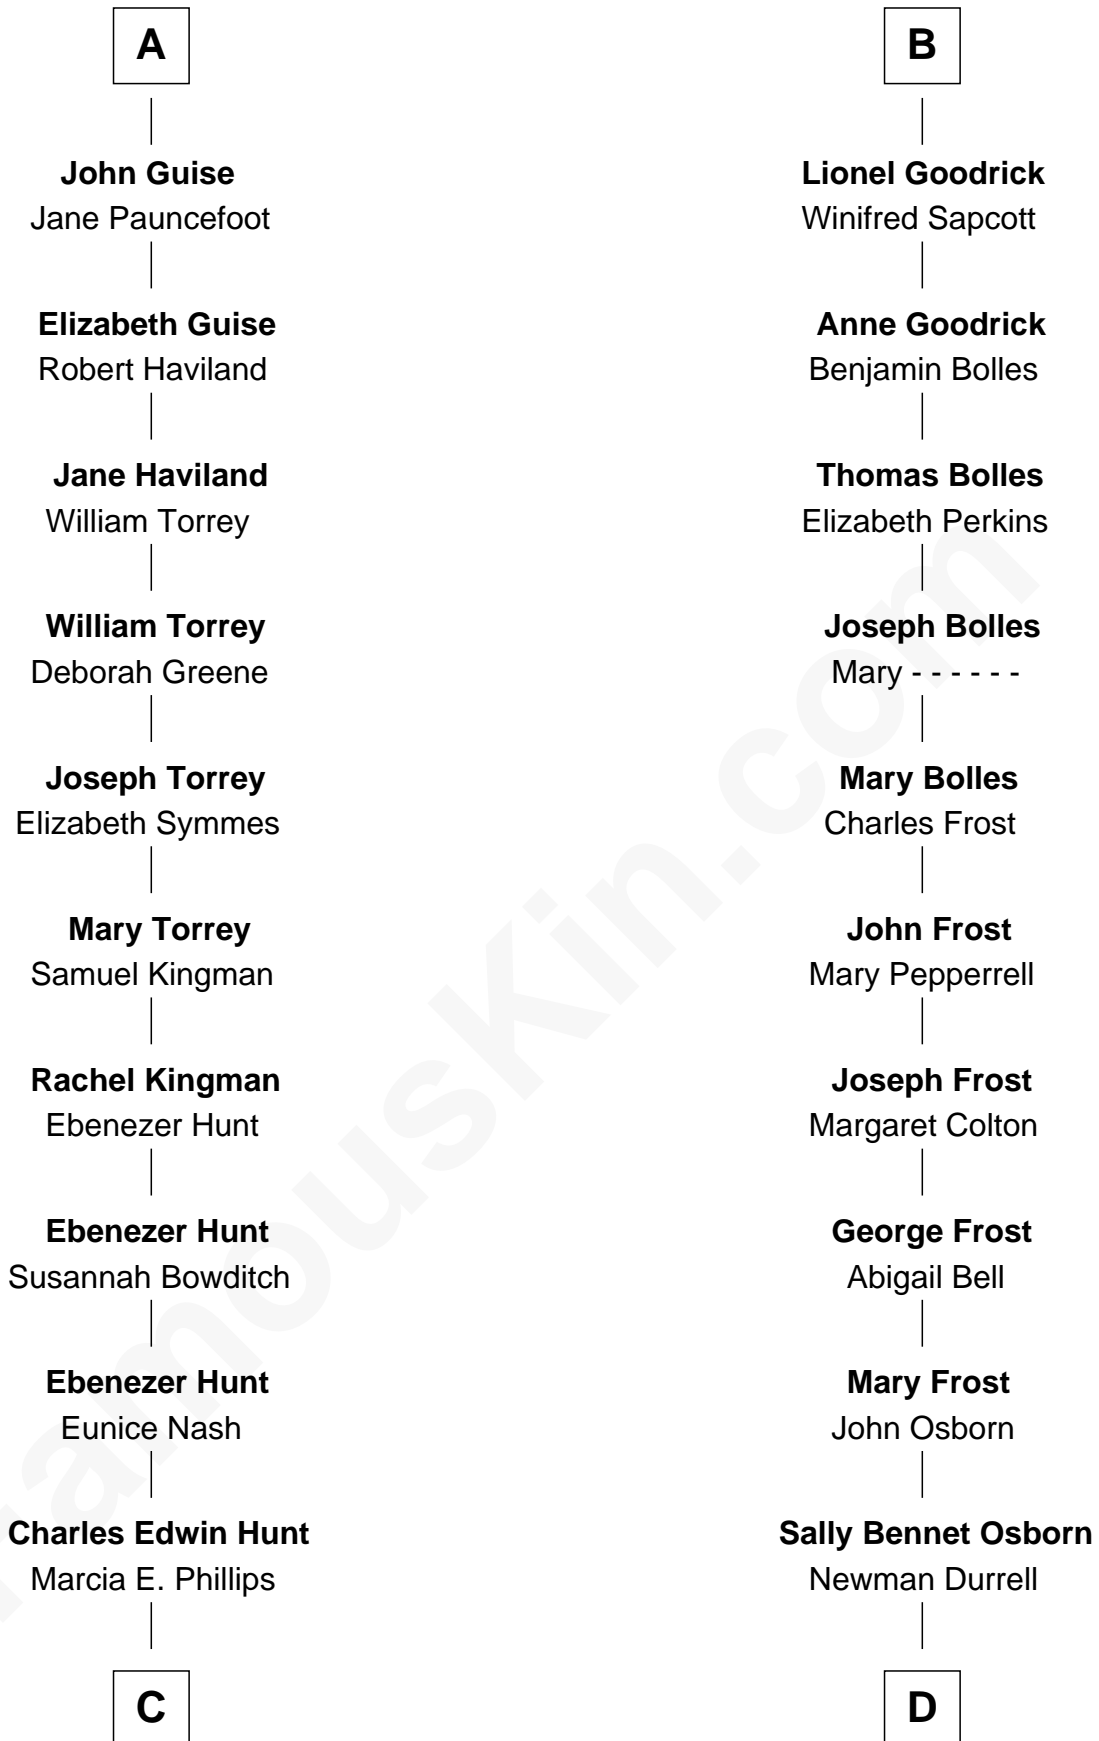 A
John Guise
Jane Pauncefoot
Elizabeth Guise
Robert Haviland
Jane Haviland
William Torrey
William Torrey
Deborah Greene
Joseph Torrey
Elizabeth Symmes
Mary Torrey
Samuel Kingman
Rachel Kingman
Ebenezer Hunt
Ebenezer Hunt
Susannah Bowditch
Ebenezer Hunt
Eunice Nash
Charles Edwin Hunt
Marcia E. Phillips
C
B
Lionel Goodrick
Winifred Sapcott
Anne Goodrick
Benjamin Bolles
Thomas Bolles
Elizabeth Perkins
Joseph Bolles
Mary - - - - - -
Mary Bolles
Charles Frost
John Frost
Mary Pepperrell
Joseph Frost
Margaret Colton
George Frost
Abigail Bell
Mary Frost
John Osborn
Sally Bennet Osborn
Newman Durrell
D
FamousKin.com